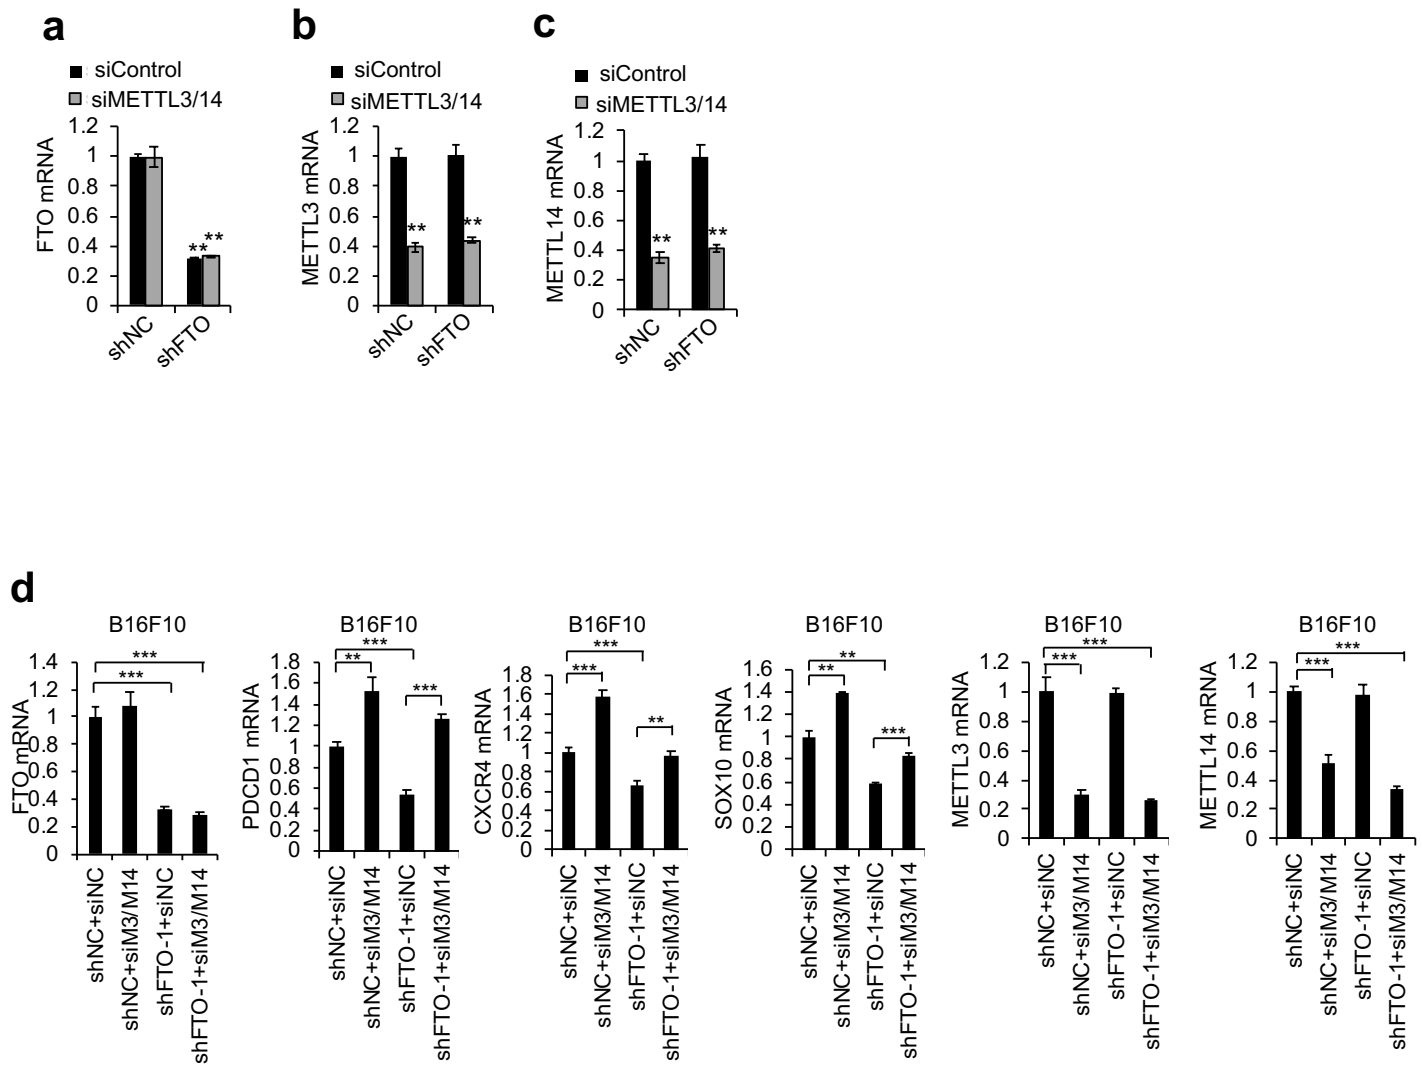 a
siControl
siMETTL3/14
FTO mRNA
1.2
1
0.8
0.6
0.4
0.2
0
**
**
shNC
shFTO
b
siControl
siMETTL3/14
METTL3 mRNA
1.2
1
0.8
0.6
0.4
0.2
0
**
**
shNC
shFTO
c
siControl
siMETTL3/14
METTL14 mRNA
1.2
1
0.8
0.6
0.4
0.2
0
**
**
shNC
shFTO
d
B16F10
***
***
FTO mRNA
1.4
1.2
1
0.8
0.6
0.4
0.2
0
shNC+siNC
shNC+siM3/M14
shFTO-1+siNC
shFTO-1+siM3/M14
B16F10
***
**
***
PDCD1 mRNA
1.8
1.6
1.4
1.2
1
0.8
0.6
0.4
0.2
0
shNC+siNC
shNC+siM3/M14
shFTO-1+siNC
shFTO-1+siM3/M14
B16F10
***
***
**
CXCR4 mRNA
1.8
1.6
1.4
1.2
1
0.8
0.6
0.4
0.2
0
shNC+siNC
shNC+siM3/M14
shFTO-1+siNC
shFTO-1+siM3/M14
B16F10
**
**
***
SOX10 mRNA
1.6
1.4
1.2
1
0.8
0.6
0.4
0.2
0
shNC+siNC
shNC+siM3/M14
shFTO-1+siNC
shFTO-1+siM3/M14
B16F10
***
***
METTL3 mRNA
1.2
1
0.8
0.6
0.4
0.2
0
shNC+siNC
shNC+siM3/M14
shFTO-1+siNC
shFTO-1+siM3/M14
B16F10
***
***
METTL14 mRNA
1.2
1
0.8
0.6
0.4
0.2
0
shNC+siNC
shNC+siM3/M14
shFTO-1+siNC
shFTO-1+siM3/M14